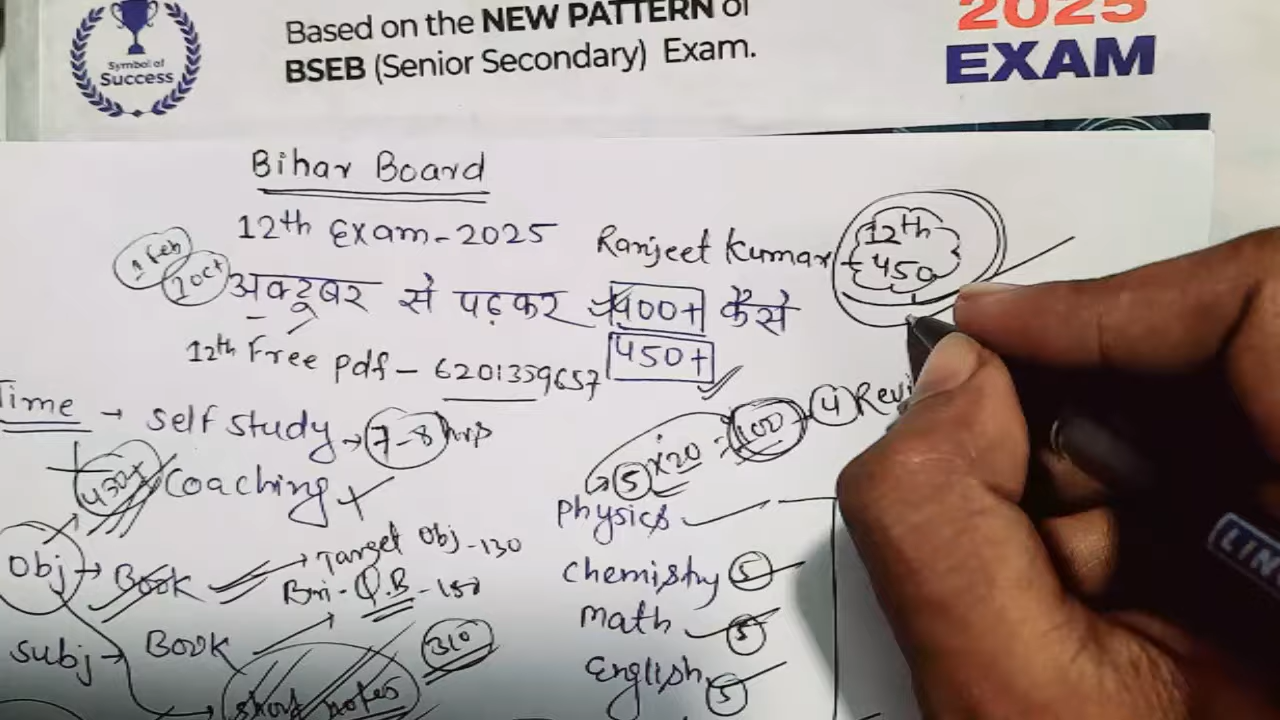 Symbol of
Success
Based on the NEW PATTERN of
BSEB (Senior Secondary) Exam.
2025
EXAM
Bihar Board
12th Exam-2025 Ranjeet Kumar
12th
450
1 Feb
1 Oct
अक्टूबर से पढ़कर 400+ कैसे
450+
12th Free pdf - 6201359657
Time → self study → 7-8 hrs
Coaching
5 x 20 = 100 4 Revi
Physics
Obj → Book → Target Obj - 130
Q.B - 150
Chemistry 5
Math 5
Subj → Book
310
short notes
English 5
LIN